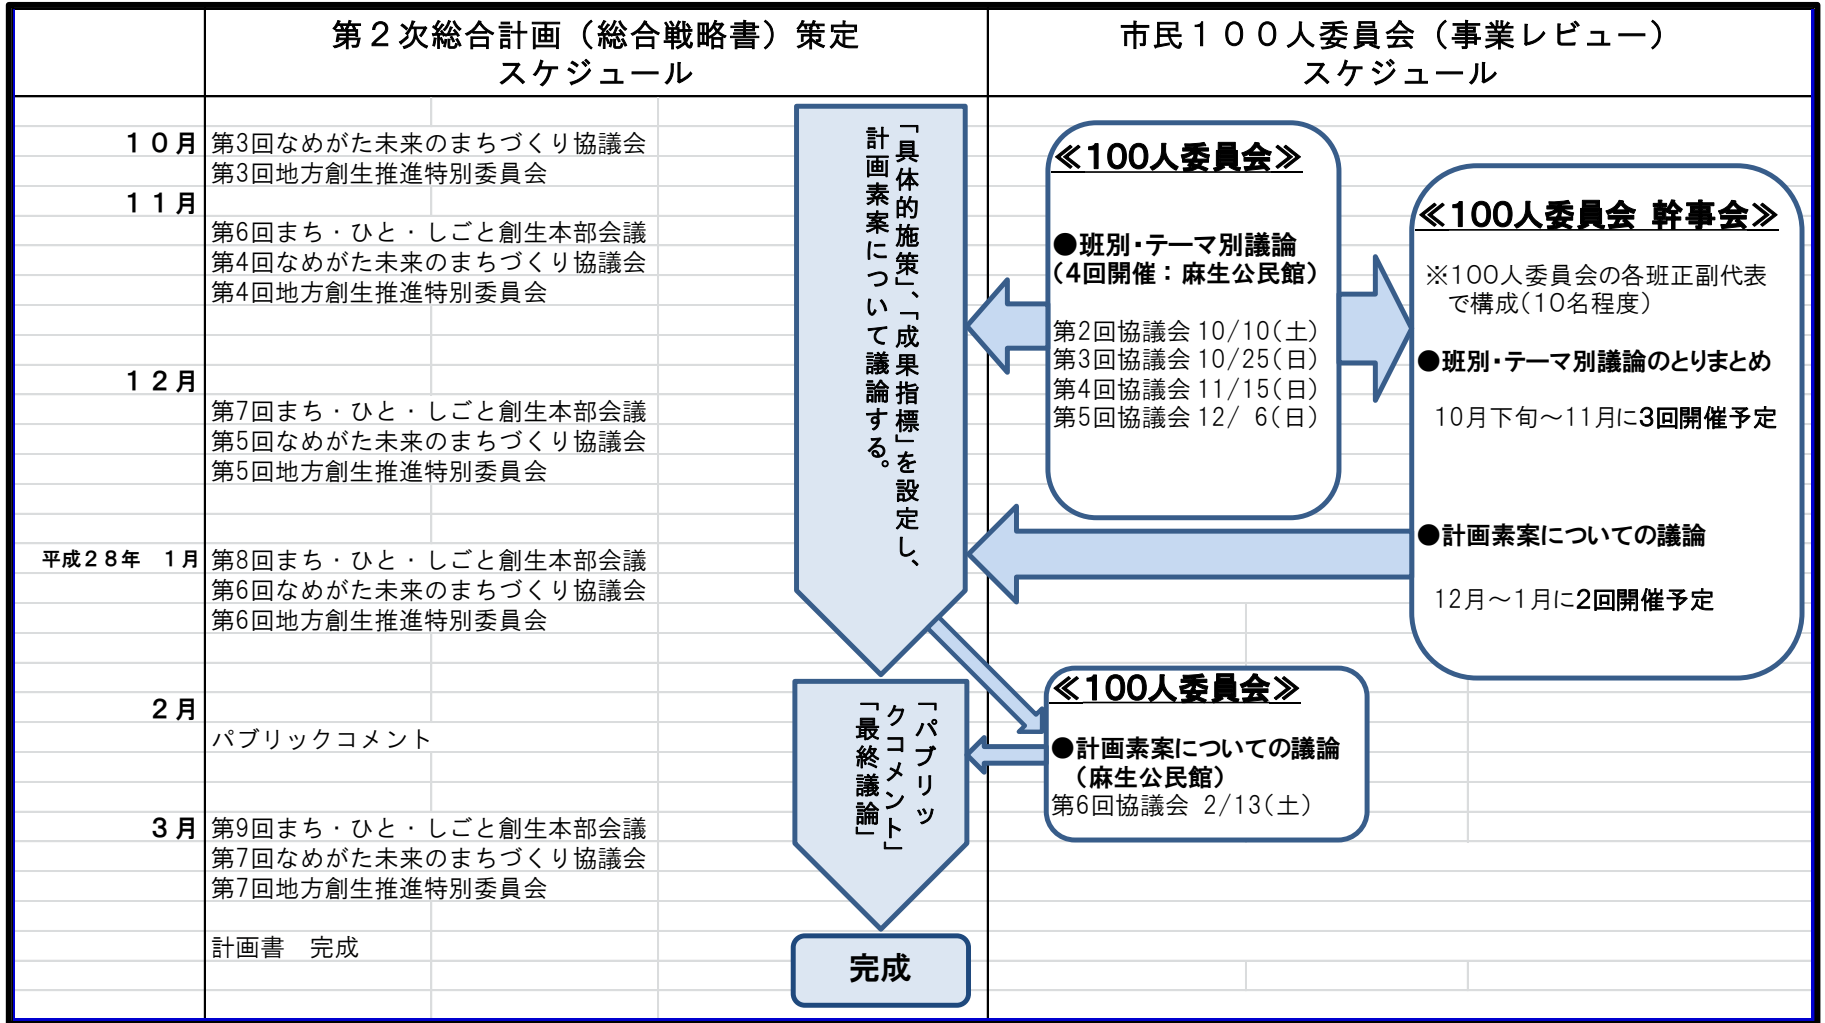 第２次総合計画（総合戦略書）策定
スケジュール
市民１００人委員会（事業レビュー）
スケジュール
１０月
第3回なめがた未来のまちづくり協議会
第3回地方創生推進特別委員会
１１月
第6回まち・ひと・しごと創生本部会議
第4回なめがた未来のまちづくり協議会
第4回地方創生推進特別委員会
１２月
第7回まち・ひと・しごと創生本部会議
第5回なめがた未来のまちづくり協議会
第5回地方創生推進特別委員会
平成２８年　１月
第8回まち・ひと・しごと創生本部会議
第6回なめがた未来のまちづくり協議会
第6回地方創生推進特別委員会
２月
パブリックコメント
３月
第9回まち・ひと・しごと創生本部会議
第7回なめがた未来のまちづくり協議会
第7回地方創生推進特別委員会
計画書　完成
「具体的施策」、「成果指標」を設定し、
計画素案について議論する。
「パブリッ
クコメント」
「最終議論」
完成
≪100人委員会≫
●班別・テーマ別議論
（4回開催：麻生公民館）
第2回協議会 10/10（土）
第3回協議会 10/25（日）
第4回協議会 11/15（日）
第5回協議会 12/ 6（日）
≪100人委員会 幹事会≫
※100人委員会の各班正副代表
で構成（10名程度）
●班別・テーマ別議論のとりまとめ
10月下旬～11月に3回開催予定
●計画素案についての議論
12月～1月に2回開催予定
≪100人委員会≫
●計画素案についての議論
（麻生公民館）
第6回協議会 2/13（土）